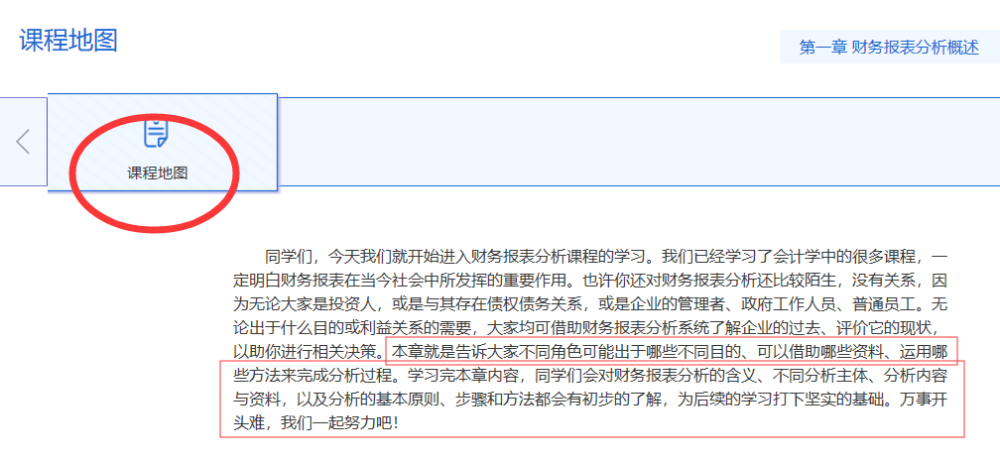 课程地图
第一章 财务报表分析概述
课程地图
同学们，今天我们就开始进入财务报表分析课程的学习。我们已经学习了会计学中的很多课程，一
定明白财务报表在当今社会中所发挥的重要作用。也许你还对财务报表分析还比较陌生，没有关系，因
为无论大家是投资人，或是与其存在债权债务关系，或是企业的管理者、政府工作人员、普通员工。无
论出于什么目的或利益关系的需要，大家均可借助财务报表分析系统了解企业的过去、评价它的现状，
以助你进行相关决策。本章就是告诉大家不同角色可能出于哪些不同目的、可以借助哪些资料、运用哪
些方法来完成分析过程。学习完本章内容，同学们会对财务报表分析的含义、不同分析主体、分析内容
与资料，以及分析的基本原则、步骤和方法都会有初步的了解，为后续的学习打下坚实的基础。万事开
头难，我们一起努力吧！